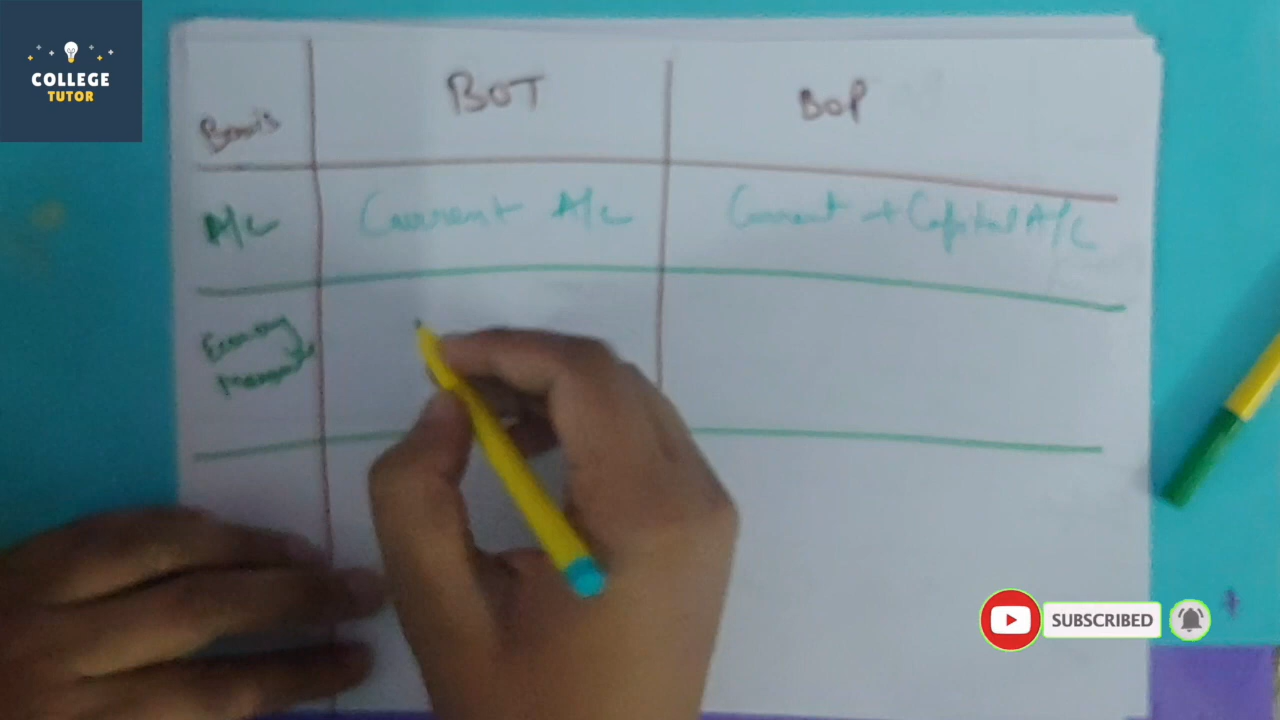 COLLEGE
TUTOR
BOT
BOP
Basis
A/C
Current A/C
Current + Capital A/C
Economy
SUBSCRIBED